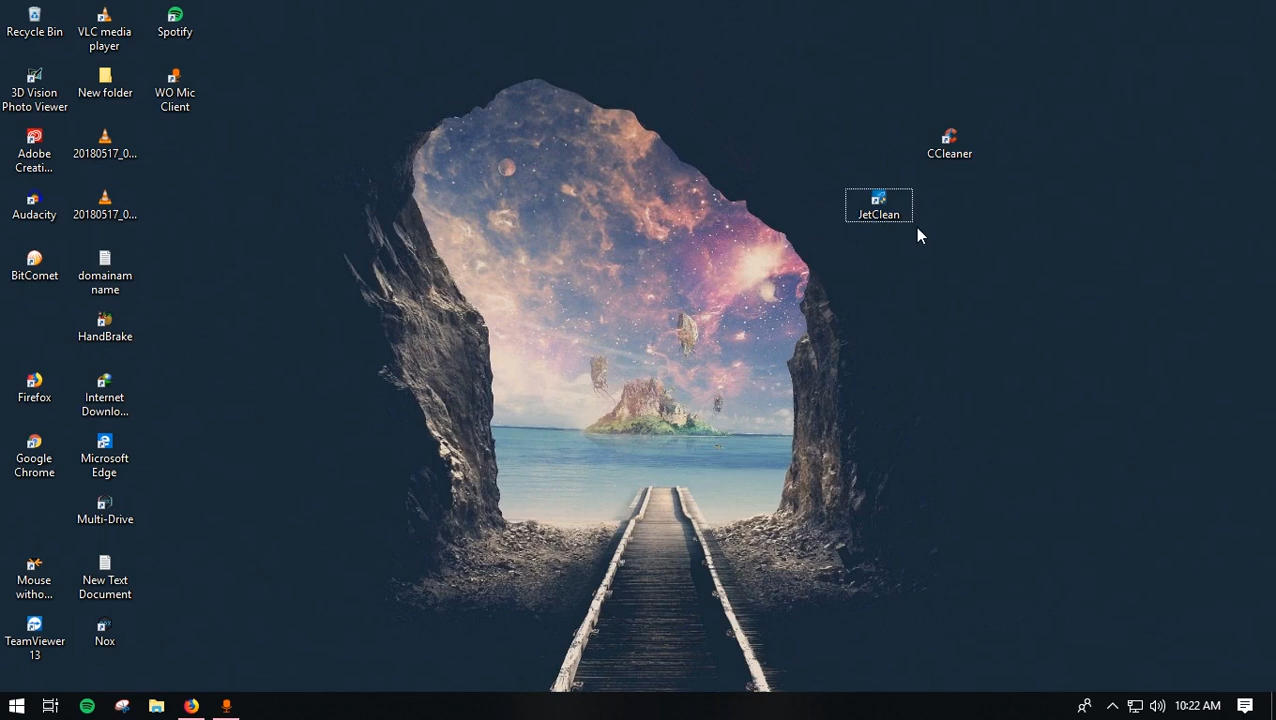 Recycle Bin
VLC media
player
Spotify
3D Vision
Photo Viewer
New folder
WO Mic
Client
Adobe
Creati...
20180517_0...
CCleaner
Audacity
20180517_0...
JetClean
BitComet
domainnam
name
HandBrake
Firefox
Internet
Downlo...
Google
Chrome
Microsoft
Edge
Multi-Drive
Mouse
witho...
New Text
Document
TeamViewer
13
Nox
10:22 AM